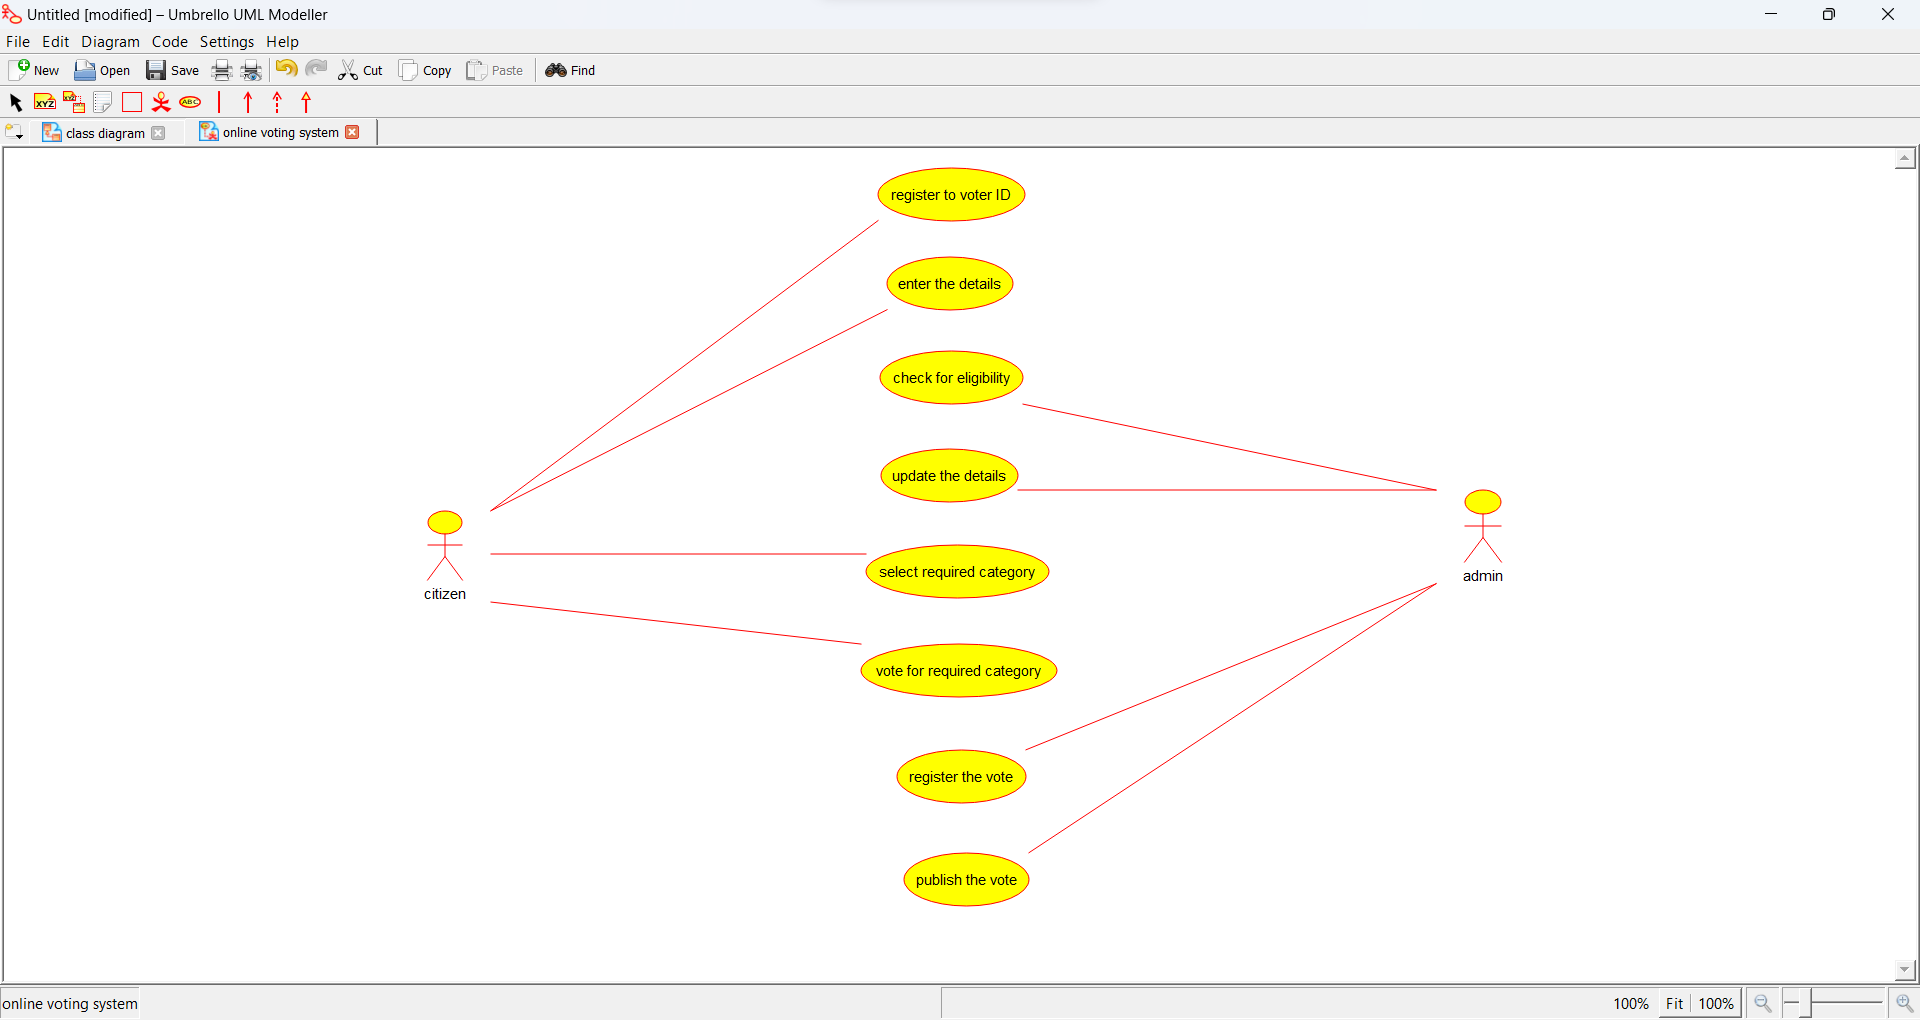 Untitled [modified] – Umbrello UML Modeller
File Edit Diagram Code Settings Help
New Open Save Cut Copy Paste Find
XYZ XYZ ABC
class diagram online voting system
register to voter ID
enter the details
check for eligibility
update the details
select required category
citizen
admin
vote for required category
register the vote
publish the vote
online voting system 100% Fit 100%